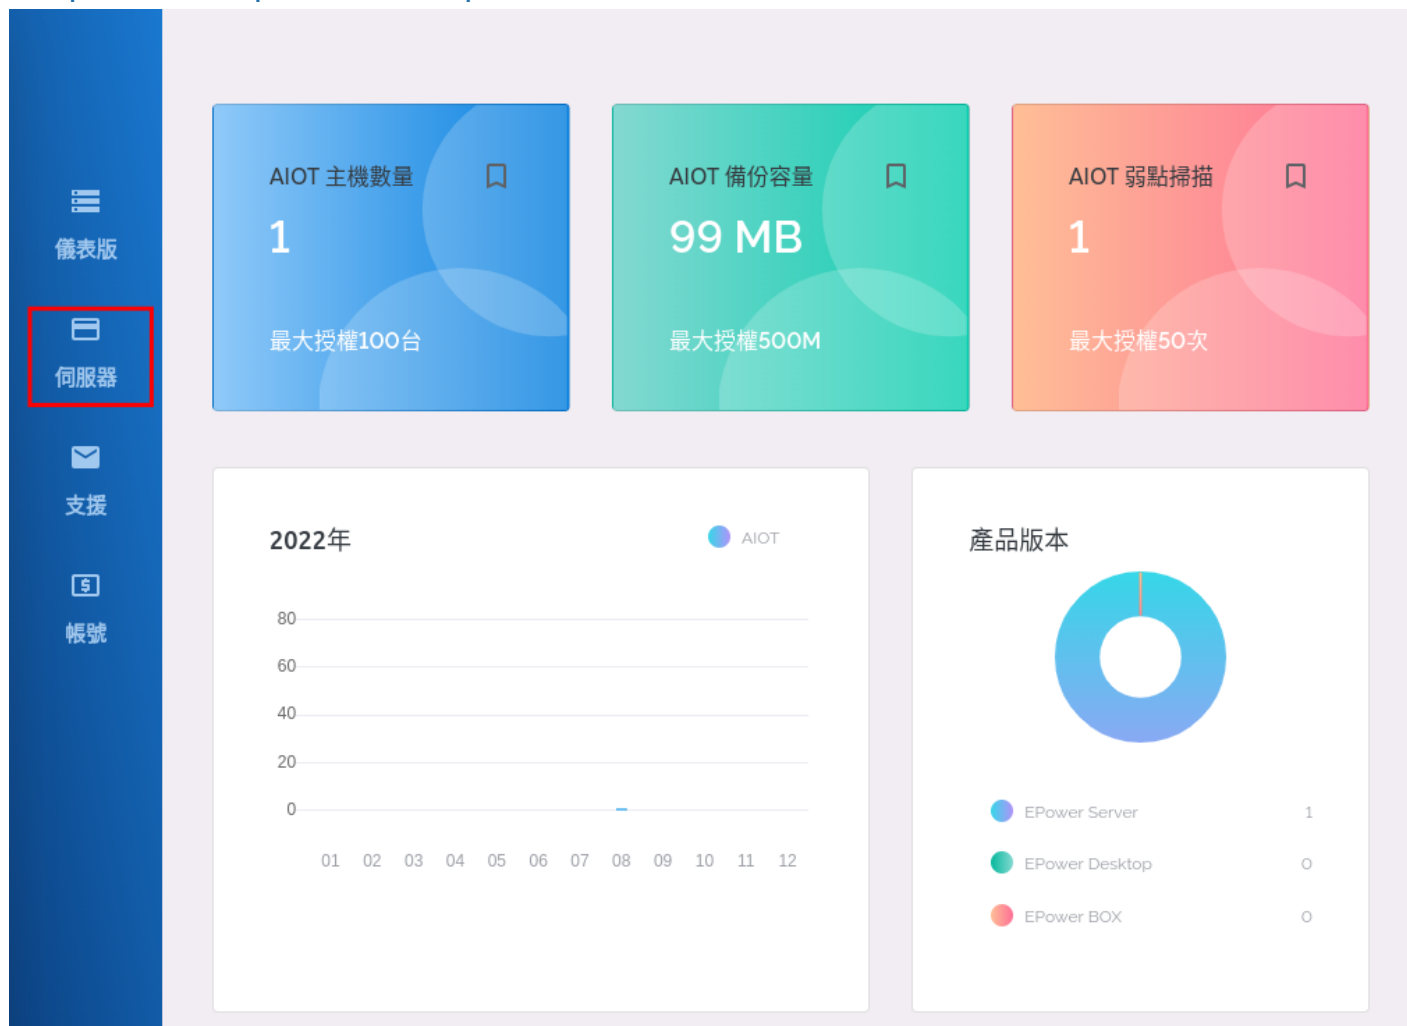 儀表版
伺服器
支援
帳號
AIOT 主機數量
1
最大授權100台
AIOT 備份容量
99 MB
最大授權500M
AIOT 弱點掃描
1
最大授權50次
2022年
AIOT
80
60
40
20
0
01 02 03 04 05 06 07 08 09 10 11 12
產品版本
EPower Server 1
EPower Desktop 0
EPower BOX 0